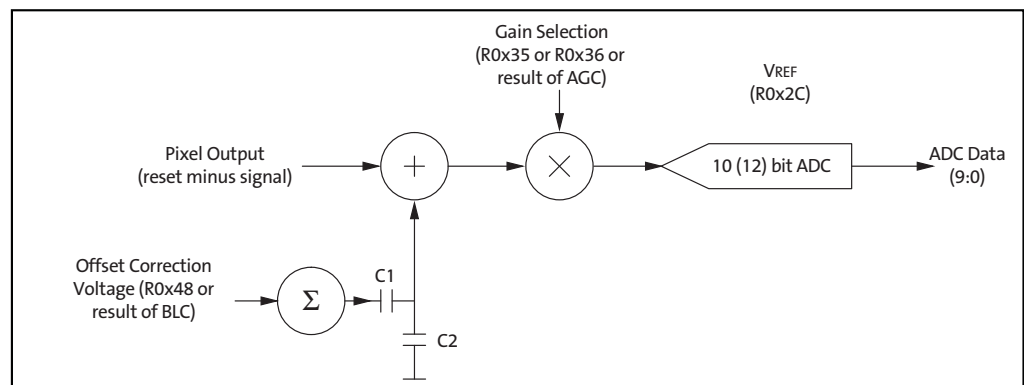 Gain Selection
(R0x35 or R0x36 or
result of AGC)
VREF
(R0x2C)
Pixel Output
(reset minus signal)
+
×
10 (12) bit ADC
ADC Data
(9:0)
Offset Correction
Voltage (R0x48 or
result of BLC)
Σ
C1
C2